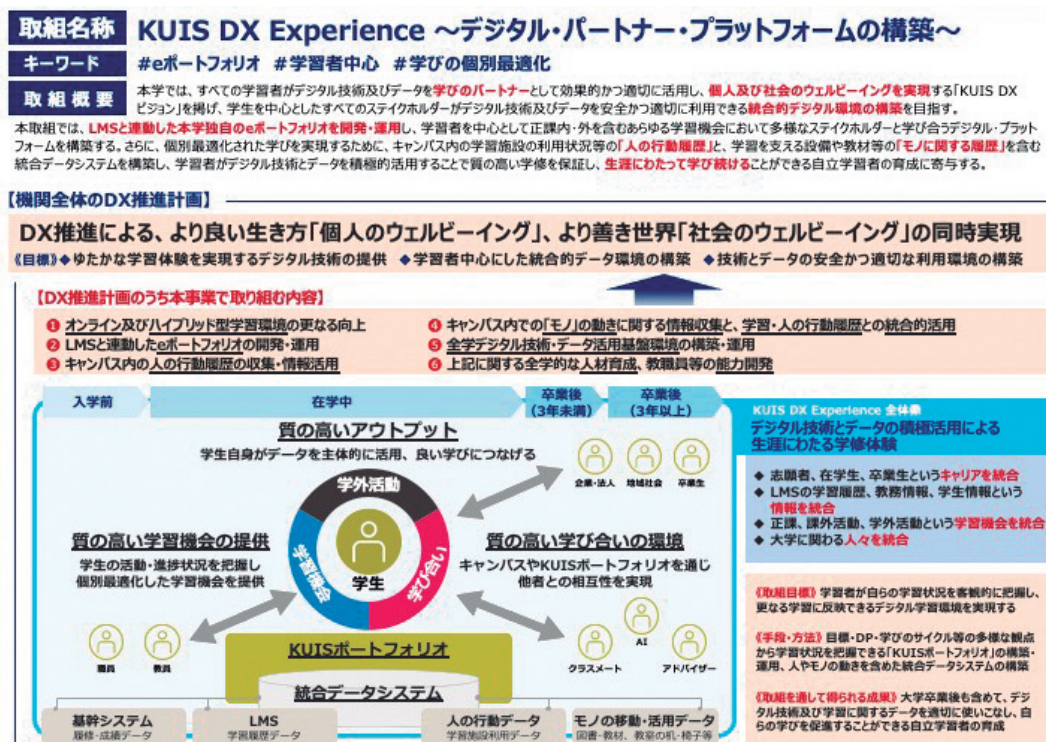 取組名称 KUIS DX Experience ～デジタル・パートナー・プラットフォームの構築～
キーワード #eポートフォリオ #学習者中心 #学びの個別最適化
取組概要 本学では、すべての学習者がデジタル技術及びデータを学びのパートナーとして効果的かつ適切に活用し、個人及び社会のウェルビーイングを実現する「KUIS DX
ビジョン」を掲げ、学生を中心としたすべてのステイクホルダーがデジタル技術及びデータを安全かつ適切に利用できる統合的デジタル環境の構築を目指す。
本取組では、LMSと連動した本学独自のeポートフォリオを開発・運用し、学習者を中心として正課内・外を含むあらゆる学習機会において多様なステイクホルダーと学び合うデジタル・プラット
フォームを構築する。さらに、個別最適化された学びを実現するために、キャンパス内の学習施設の利用状況等の「人の行動履歴」と、学習を支える設備や教材等の「モノに関する履歴」を含む
統合データシステムを構築し、学習者がデジタル技術とデータを積極的活用することで質の高い学修を保証し、生涯にわたって学び続けることができる自立学習者の育成に寄与する。
【機関全体のDX推進計画】
DX推進による、より良い生き方「個人のウェルビーイング」、より善き世界「社会のウェルビーイング」の同時実現
《目標》◆ゆたかな学習体験を実現するデジタル技術の提供 ◆学習者中心にした統合的データ環境の構築 ◆技術とデータの安全かつ適切な利用環境の構築
【DX推進計画のうち本事業で取り組む内容】
❶ オンライン及びハイブリッド型学習環境の更なる向上
❷ LMSと連動したeポートフォリオの開発・運用
❸ キャンパス内の人の行動履歴の収集・情報活用
❹ キャンパス内での「モノ」の動きに関する情報収集と、学習・人の行動履歴との統合的活用
❺ 全学デジタル技術・データ活用基盤環境の構築・運用
❻ 上記に関する全学的な人材育成、教職員等の能力開発
入学前
在学中
卒業後
(3年未満)
卒業後
(3年以上)
質の高いアウトプット
学生自身がデータを主体的に活用、良い学びにつなげる
企業・法人 地域社会 卒業生
学外活動
学習機会
学び合い
学生
質の高い学習機会の提供
学生の活動・進捗状況を把握し
個別最適化した学習機会を提供
質の高い学び合いの環境
キャンパスやKUISポートフォリオを通じ
他者との相互性を実現
職員 教員
クラスメート AI アドバイザー
KUISポートフォリオ
統合データシステム
基幹システム
履修・成績データ
LMS
学習履歴データ
人の行動データ
学習施設利用データ
モノの移動・活用データ
図書・教材、教室の机・椅子等
KUIS DX Experience 全体像
デジタル技術とデータの積極活用による
生涯にわたる学修体験
◆ 志願者、在学生、卒業生というキャリアを統合
◆ LMSの学習履歴、教務情報、学生情報という
情報を統合
◆ 正課、課外活動、学外活動という学習機会を統合
◆ 大学に関わる人々を統合
《取組目標》学習者が自らの学習状況を客観的に把握し、
更なる学習に反映できるデジタル学習環境を実現する
《手段・方法》目標・DP・学びのサイクル等の多様な観点
から学習状況を把握できる「KUISポートフォリオ」の構築・
運用、人やモノの動きを含めた統合データシステムの構築
《取組を通して得られる成果》大学卒業後も含めて、デジ
タル技術及び学習に関するデータを適切に使いこなし、自
らの学びを促進することができる自立学習者の育成